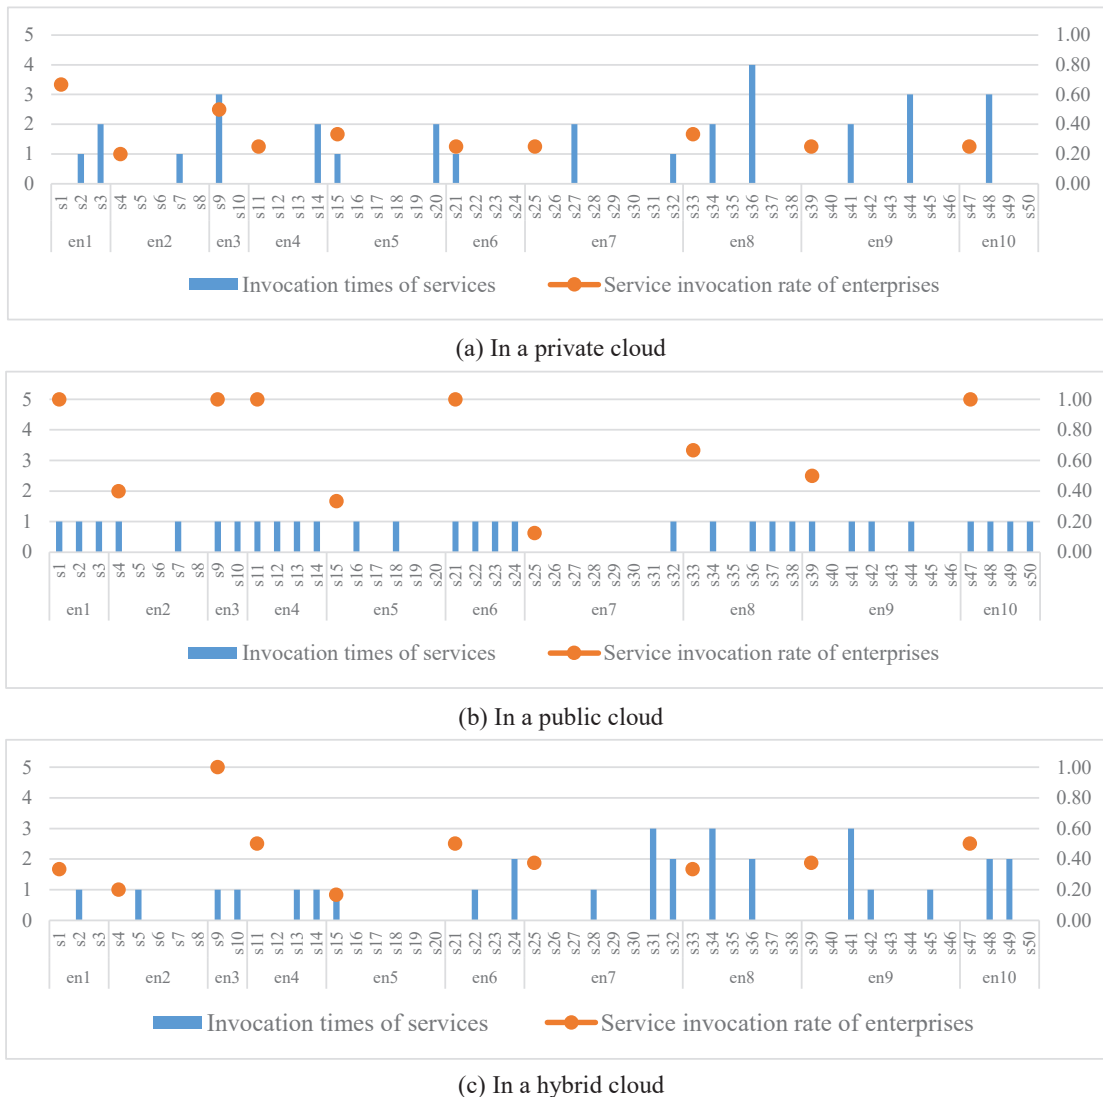 5 1.00
4 0.80
3 0.60
2 0.40
1 0.20
0 0.00
s1 s2 s3 s4 s5 s6 s7 s8 s9 s10 s11 s12 s13 s14 s15 s16 s17 s18 s19 s20 s21 s22 s23 s24 s25 s26 s27 s28 s29 s30 s31 s32 s33 s34 s35 s36 s37 s38 s39 s40 s41 s42 s43 s44 s45 s46 s47 s48 s49 s50
en1 en2 en3 en4 en5 en6 en7 en8 en9 en10
Invocation times of services Service invocation rate of enterprises
(a) In a private cloud
5 1.00
4 0.80
3 0.60
2 0.40
1 0.20
0 0.00
s1 s2 s3 s4 s5 s6 s7 s8 s9 s10 s11 s12 s13 s14 s15 s16 s17 s18 s19 s20 s21 s22 s23 s24 s25 s26 s27 s28 s29 s30 s31 s32 s33 s34 s35 s36 s37 s38 s39 s40 s41 s42 s43 s44 s45 s46 s47 s48 s49 s50
en1 en2 en3 en4 en5 en6 en7 en8 en9 en10
Invocation times of services Service invocation rate of enterprises
(b) In a public cloud
5 1.00
4 0.80
3 0.60
2 0.40
1 0.20
0 0.00
s1 s2 s3 s4 s5 s6 s7 s8 s9 s10 s11 s12 s13 s14 s15 s16 s17 s18 s19 s20 s21 s22 s23 s24 s25 s26 s27 s28 s29 s30 s31 s32 s33 s34 s35 s36 s37 s38 s39 s40 s41 s42 s43 s44 s45 s46 s47 s48 s49 s50
en1 en2 en3 en4 en5 en6 en7 en8 en9 en10
Invocation times of services Service invocation rate of enterprises
(c) In a hybrid cloud